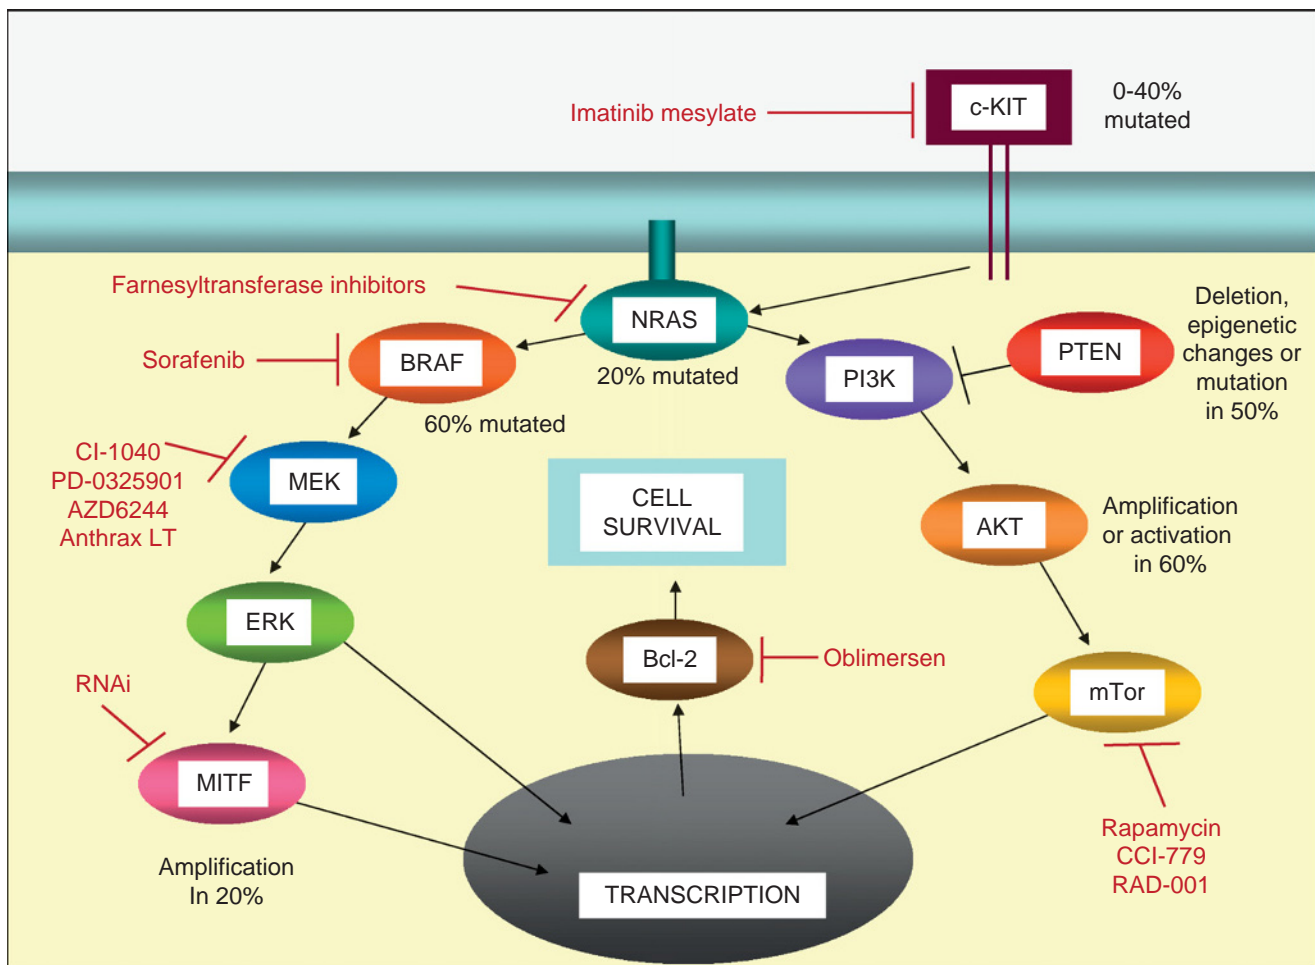 Imatinib mesylate
c-KIT
0-40%
mutated
Farnesyltransferase inhibitors
NRAS
20% mutated
Sorafenib
BRAF
60% mutated
PI3K
PTEN
Deletion,
epigenetic
changes or
mutation
in 50%
CI-1040
PD-0325901
AZD6244
Anthrax LT
MEK
CELL
SURVIVAL
AKT
Amplification
or activation
in 60%
ERK
Bcl-2
Oblimersen
mTor
RNAi
MITF
Amplification
In 20%
TRANSCRIPTION
Rapamycin
CCI-779
RAD-001